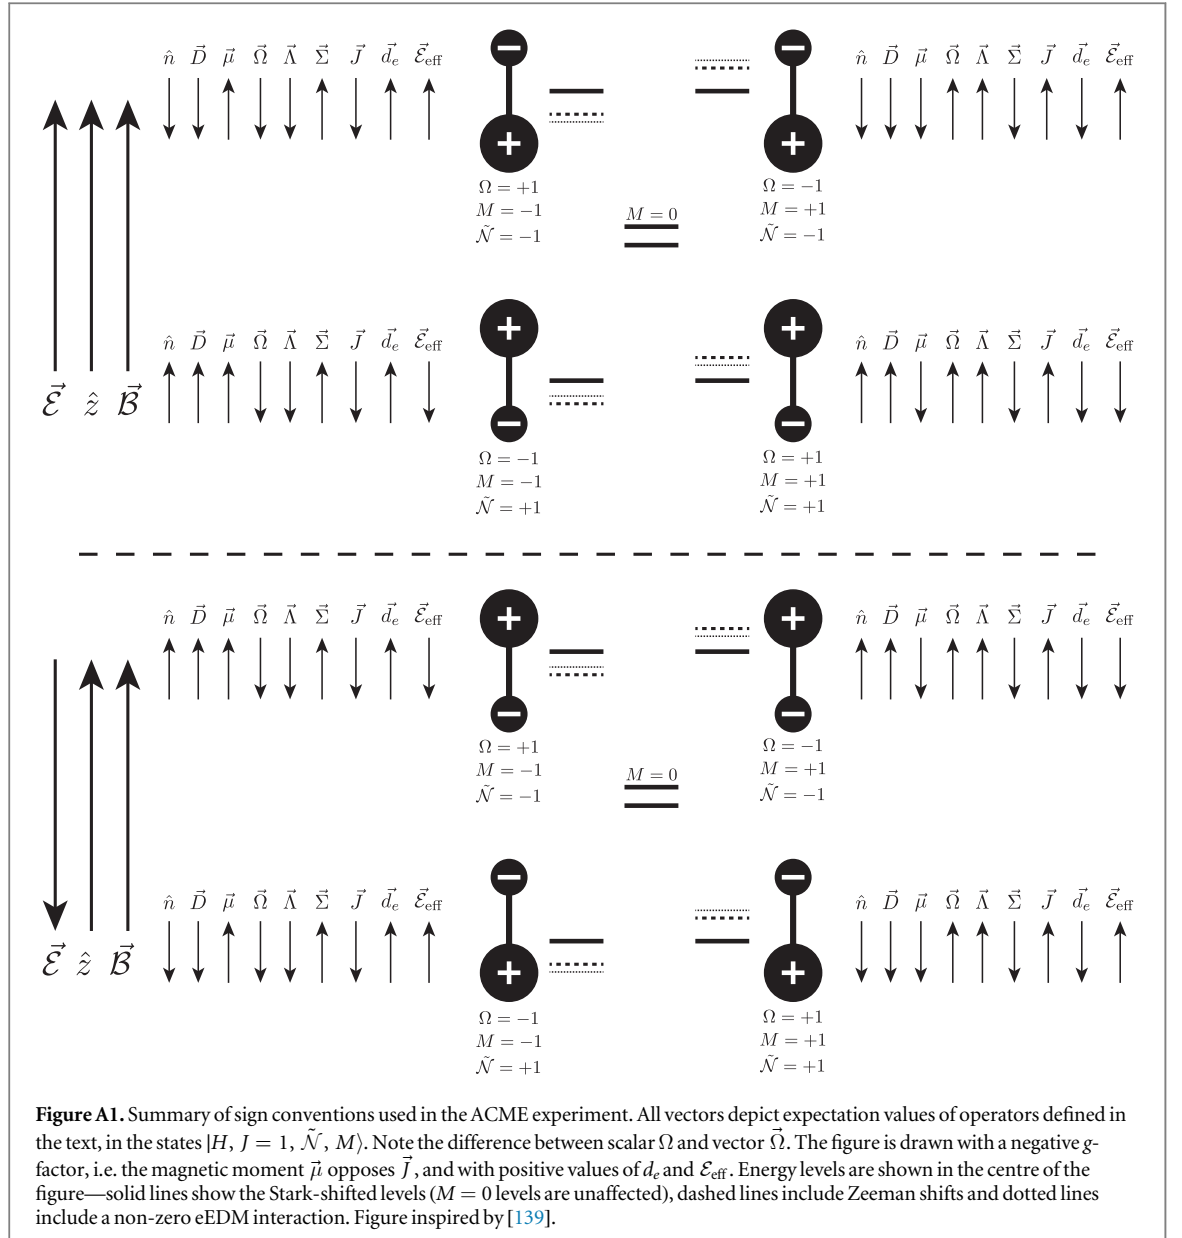 n̂ D⃗ μ⃗ Ω⃗ Λ⃗ Σ⃗ J⃗ d⃗ₑ ℰ⃗eff
−
+
Ω = +1
M = −1
Ñ = −1
M = 0
−
+
Ω = −1
M = +1
Ñ = −1
n̂ D⃗ μ⃗ Ω⃗ Λ⃗ Σ⃗ J⃗ d⃗ₑ ℰ⃗eff
ℰ⃗ ẑ ℬ⃗
n̂ D⃗ μ⃗ Ω⃗ Λ⃗ Σ⃗ J⃗ d⃗ₑ ℰ⃗eff
+
−
Ω = −1
M = −1
Ñ = +1
+
−
Ω = +1
M = +1
Ñ = +1
n̂ D⃗ μ⃗ Ω⃗ Λ⃗ Σ⃗ J⃗ d⃗ₑ ℰ⃗eff
n̂ D⃗ μ⃗ Ω⃗ Λ⃗ Σ⃗ J⃗ d⃗ₑ ℰ⃗eff
+
−
Ω = +1
M = −1
Ñ = −1
M = 0
+
−
Ω = −1
M = +1
Ñ = −1
n̂ D⃗ μ⃗ Ω⃗ Λ⃗ Σ⃗ J⃗ d⃗ₑ ℰ⃗eff
ℰ⃗ ẑ ℬ⃗
n̂ D⃗ μ⃗ Ω⃗ Λ⃗ Σ⃗ J⃗ d⃗ₑ ℰ⃗eff
−
+
Ω = −1
M = −1
Ñ = +1
−
+
Ω = +1
M = +1
Ñ = +1
n̂ D⃗ μ⃗ Ω⃗ Λ⃗ Σ⃗ J⃗ d⃗ₑ ℰ⃗eff
Figure A1. Summary of sign conventions used in the ACME experiment. All vectors depict expectation values of operators defined in
the text, in the states |H, J = 1, Ñ, M⟩. Note the difference between scalar Ω and vector Ω⃗. The figure is drawn with a negative g-
factor, i.e. the magnetic moment μ⃗ opposes J⃗, and with positive values of dₑ and ℰeff. Energy levels are shown in the centre of the
figure—solid lines show the Stark-shifted levels (M = 0 levels are unaffected), dashed lines include Zeeman shifts and dotted lines
include a non-zero eEDM interaction. Figure inspired by [139].